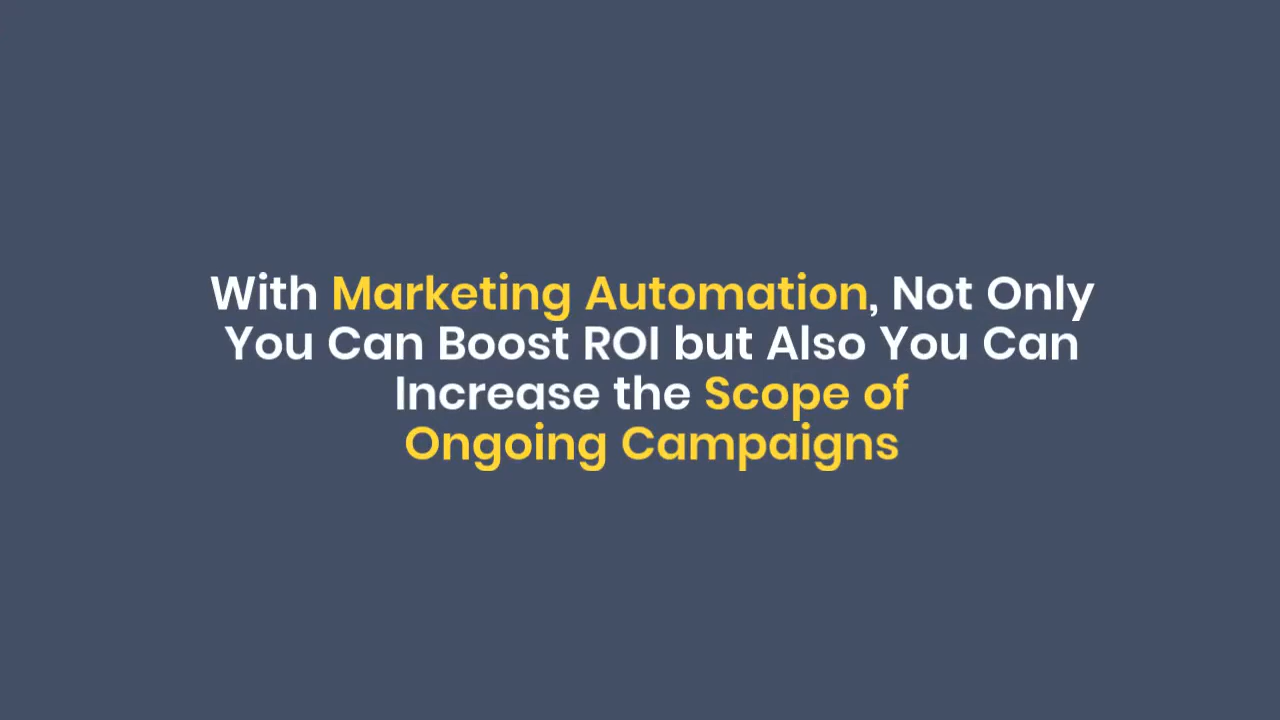 With Marketing Automation, Not Only
You Can Boost ROI but Also You Can
Increase the Scope of
Ongoing Campaigns